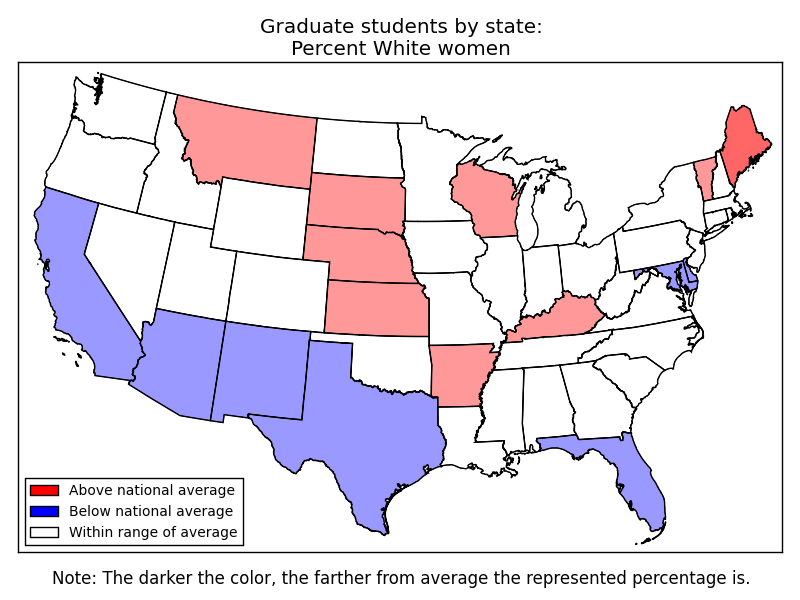 Graduate students by state:
Percent White women
Above national average
Below national average
Within range of average
Note: The darker the color, the farther from average the represented percentage is.